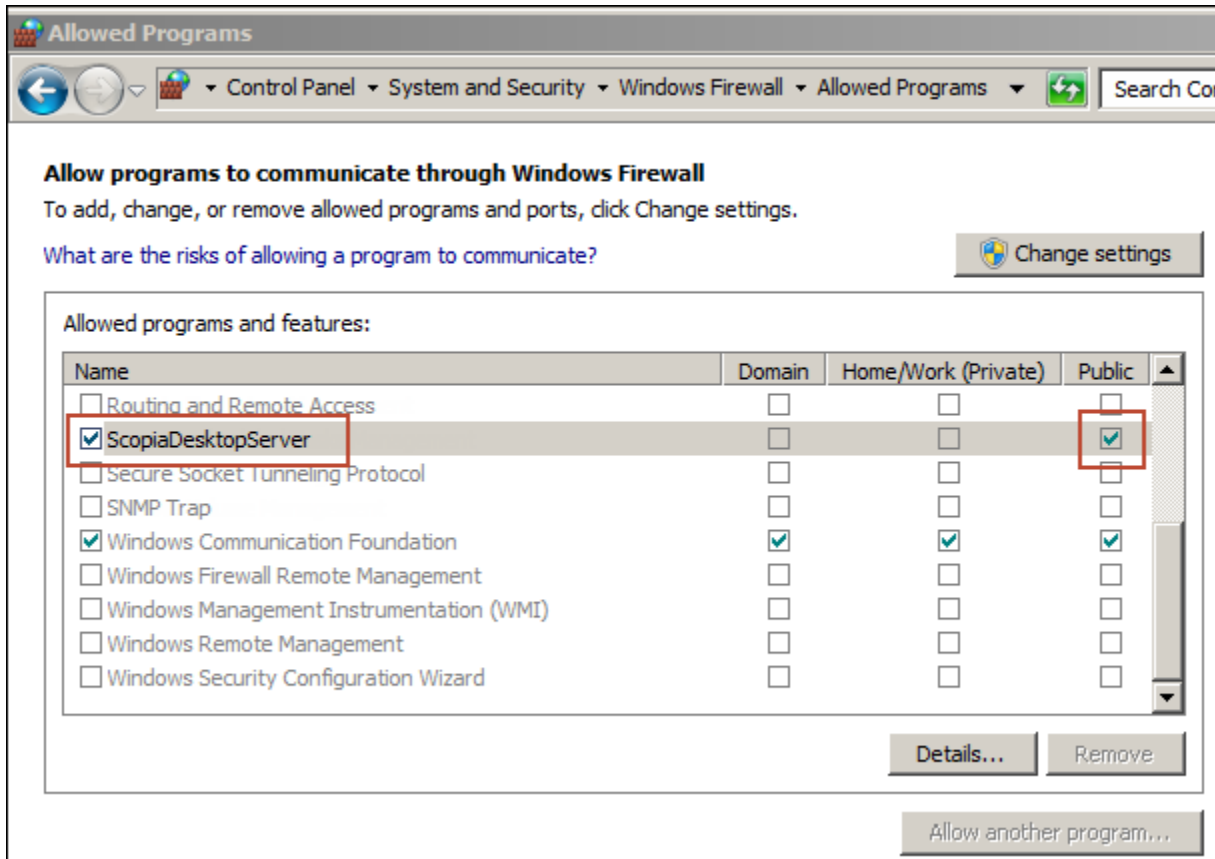 Allowed Programs
Control Panel System and Security Windows Firewall Allowed Programs Search Co
Allow programs to communicate through Windows Firewall
To add, change, or remove allowed programs and ports, click Change settings.
What are the risks of allowing a program to communicate? Change settings
Allowed programs and features:
Name Domain Home/Work (Private) Public
Routing and Remote Access
ScopiaDesktopServer
Secure Socket Tunneling Protocol
SNMP Trap
Windows Communication Foundation
Windows Firewall Remote Management
Windows Management Instrumentation (WMI)
Windows Remote Management
Windows Security Configuration Wizard
Details... Remove
Allow another program...